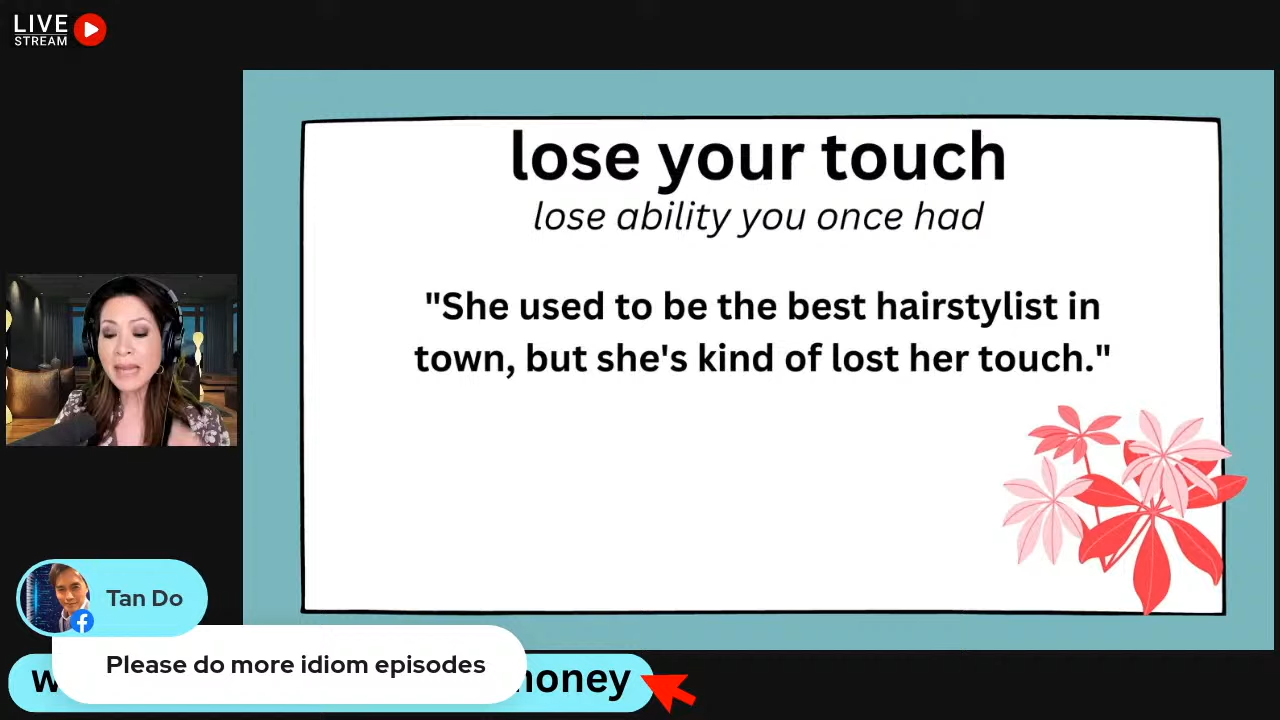 LIVE
STREAM
lose your touch
lose ability you once had
"She used to be the best hairstylist in
town, but she's kind of lost her touch."
Tan Do
Please do more idiom episodes